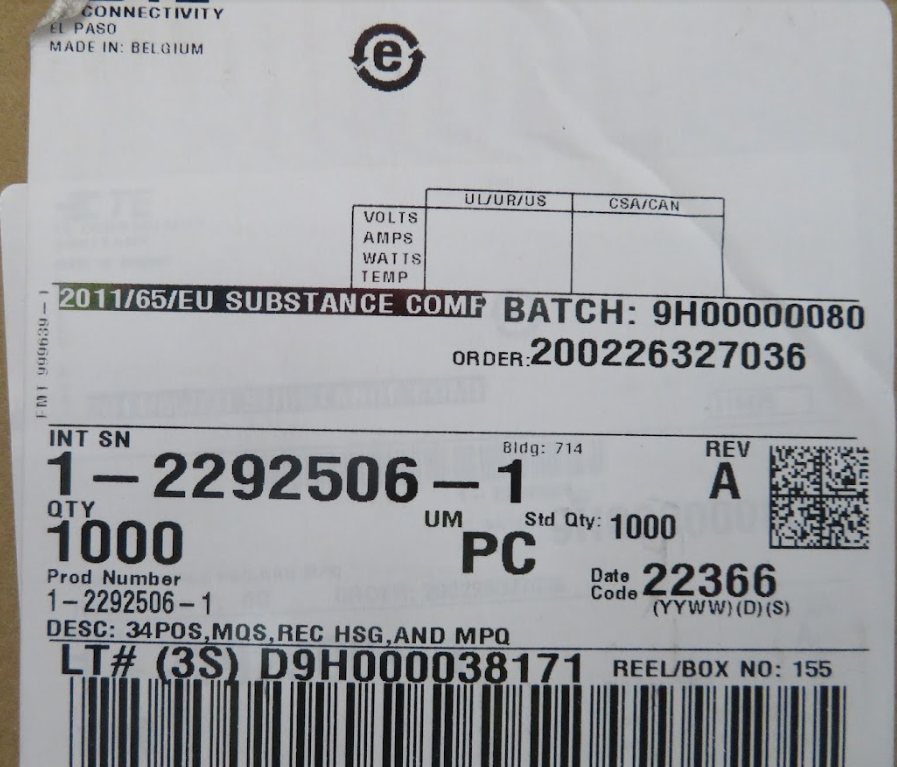 CONNECTIVITY
EL PASO
MADE IN: BELGIUM
e
UL/UR/US CSA/CAN
VOLTS
AMPS
WATTS
TEMP
2011/65/EU SUBSTANCE COMP BATCH: 9H00000080
ORDER:200226327036
FMT 999639-1
INT SN
Bldg: 714
REV
1-2292506-1 A
QTY
1000 UM PC Std Qty: 1000
Prod Number
1-2292506-1
Date Code 22366
(YYWW)(D)(S)
DESC: 34POS,MQS,REC HSG,AND MPQ
LT# (3S) D9H000038171 REEL/BOX NO: 155